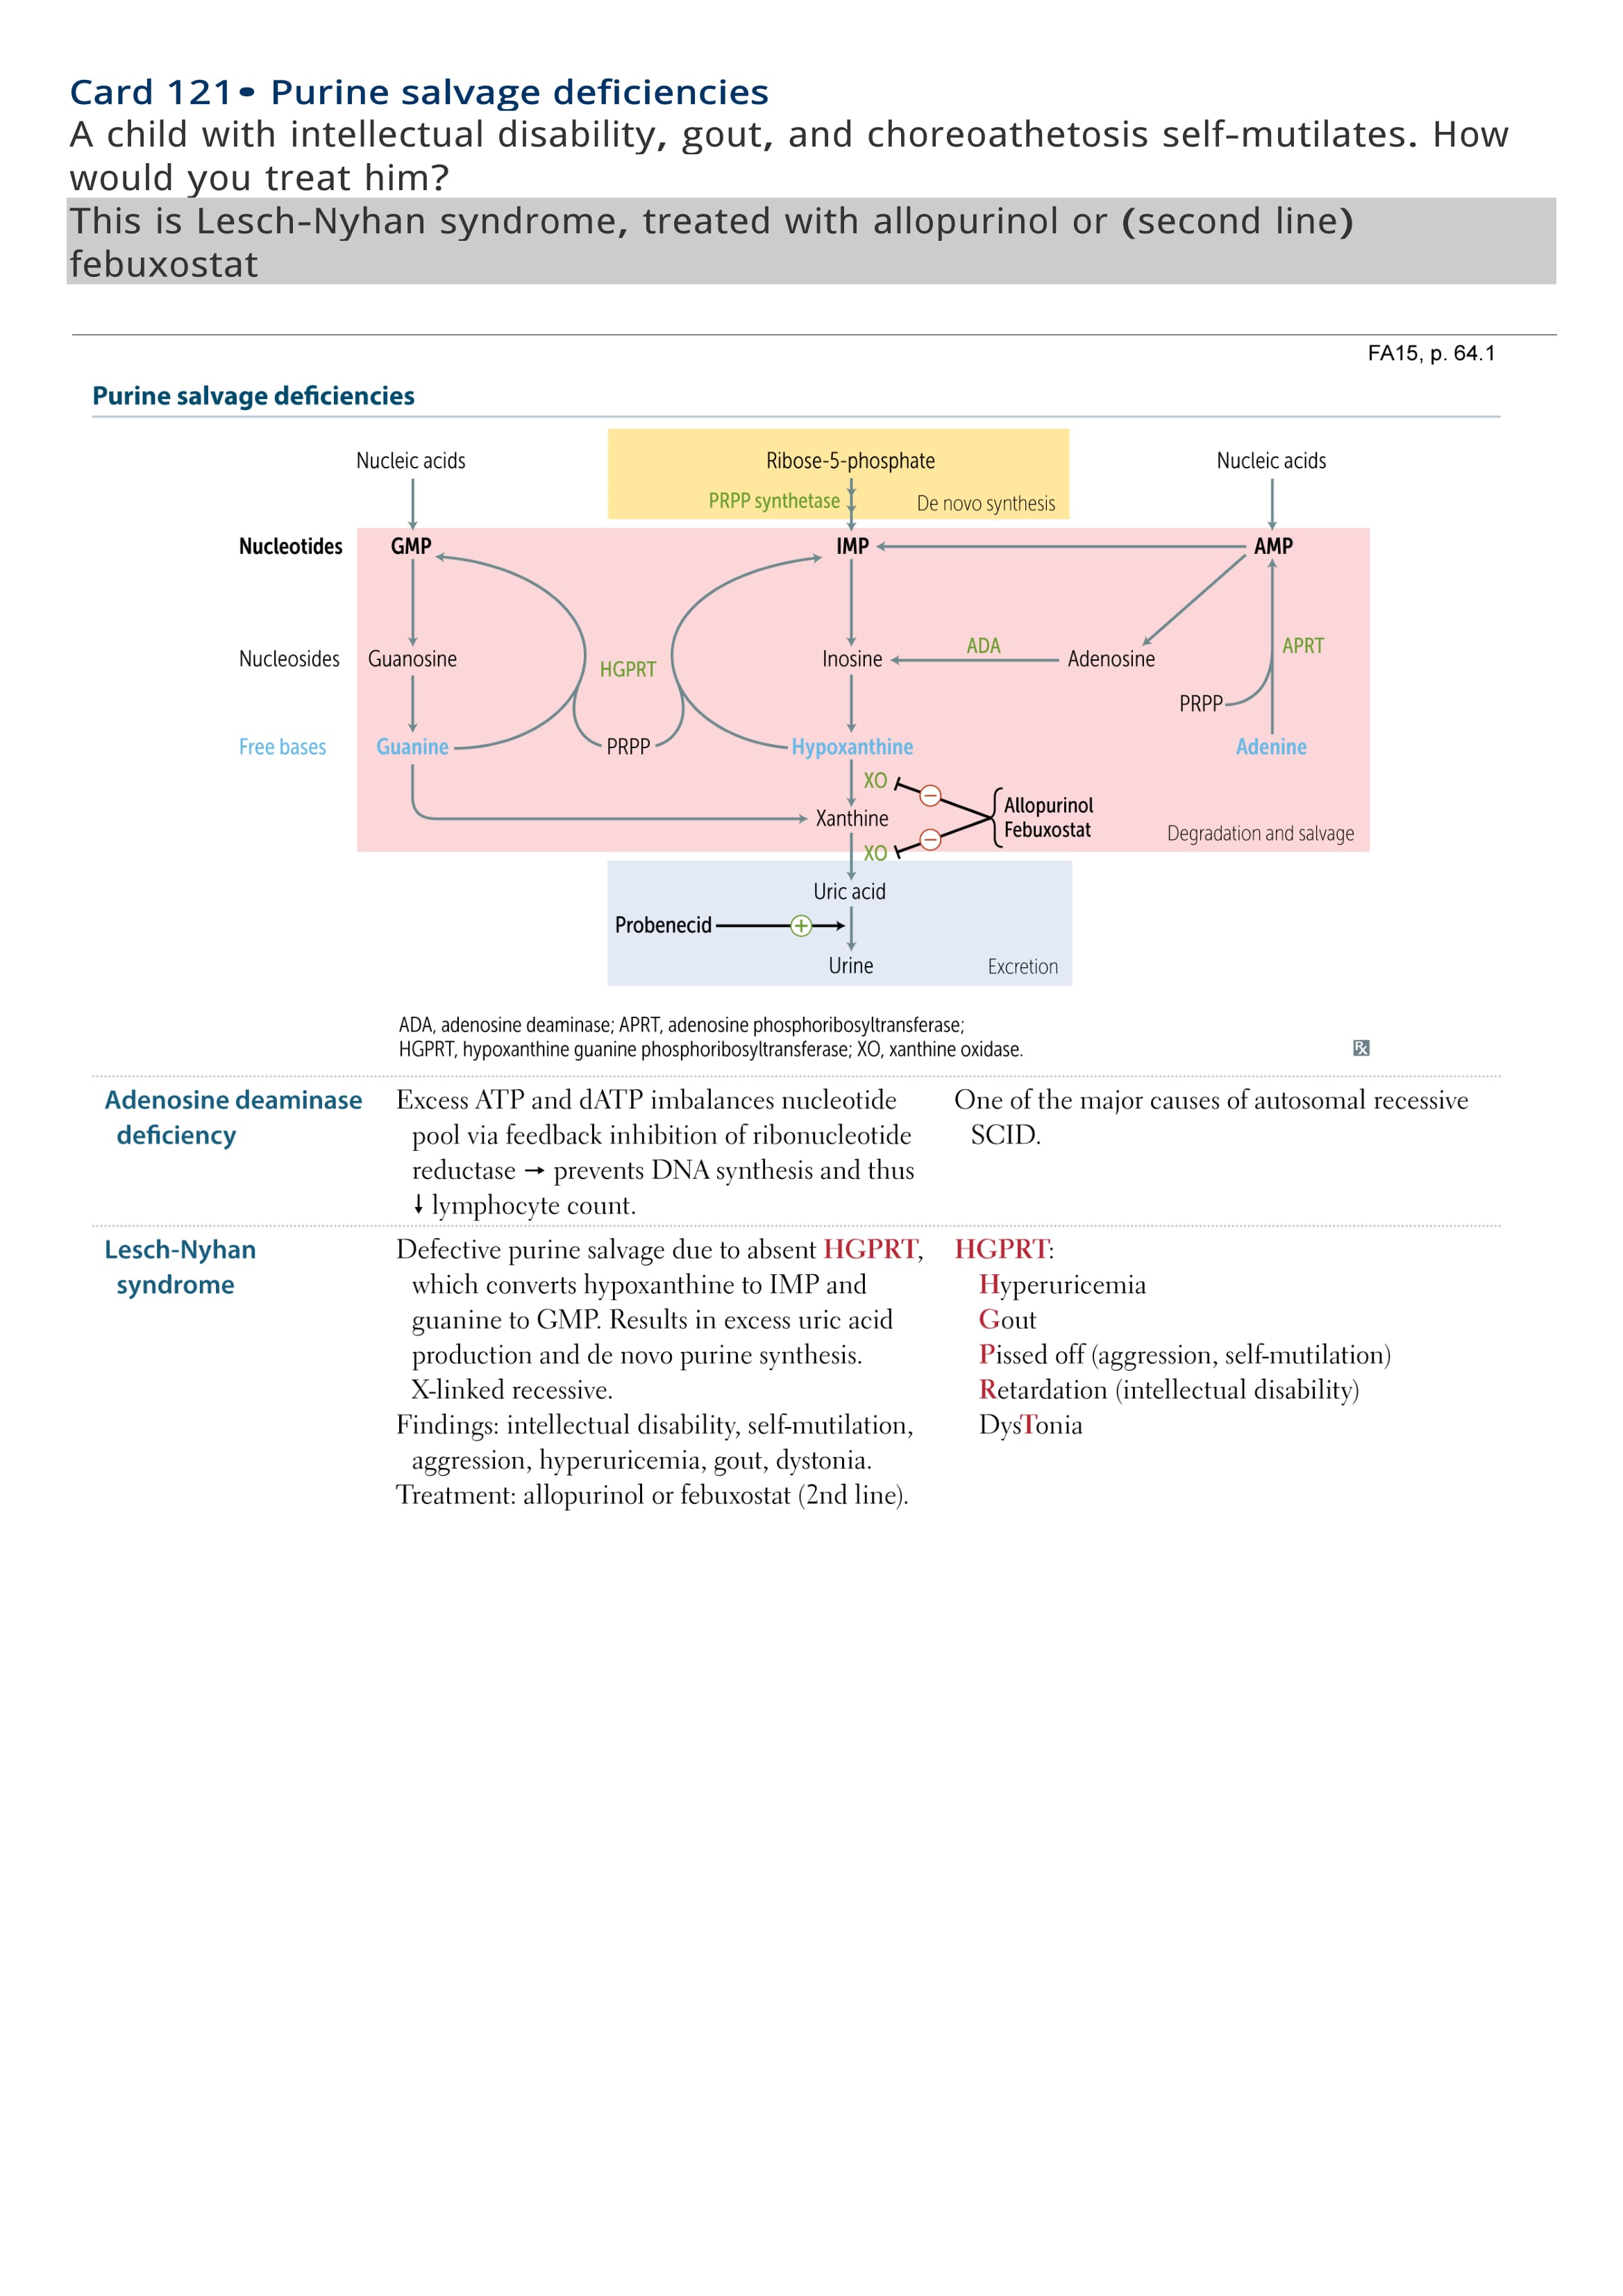 Card 121• Purine salvage deficiencies
A child with intellectual disability, gout, and choreoathetosis self-mutilates. How
would you treat him?
This is Lesch-Nyhan syndrome, treated with allopurinol or (second line)
febuxostat
FA15, p. 64.1
Purine salvage deficiencies
Nucleic acids
Ribose-5-phosphate
Nucleic acids
PRPP synthetase
De novo synthesis
Nucleotides GMP IMP AMP
ADA APRT
Nucleosides Guanosine Inosine Adenosine
HGPRT
PRPP
Free bases Guanine PRPP Hypoxanthine Adenine
XO
Allopurinol
Xanthine
Febuxostat
Degradation and salvage
XO
Uric acid
Probenecid +
Urine Excretion
ADA, adenosine deaminase; APRT, adenosine phosphoribosyltransferase;
HGPRT, hypoxanthine guanine phosphoribosyltransferase; XO, xanthine oxidase.
Rx
Adenosine deaminase
deficiency
Excess ATP and dATP imbalances nucleotide
pool via feedback inhibition of ribonucleotide
reductase → prevents DNA synthesis and thus
↓ lymphocyte count.
One of the major causes of autosomal recessive
SCID.
Lesch-Nyhan
syndrome
Defective purine salvage due to absent HGPRT,
which converts hypoxanthine to IMP and
guanine to GMP. Results in excess uric acid
production and de novo purine synthesis.
X-linked recessive.
Findings: intellectual disability, self-mutilation,
aggression, hyperuricemia, gout, dystonia.
Treatment: allopurinol or febuxostat (2nd line).
HGPRT:
Hyperuricemia
Gout
Pissed off (aggression, self-mutilation)
Retardation (intellectual disability)
DysTonia